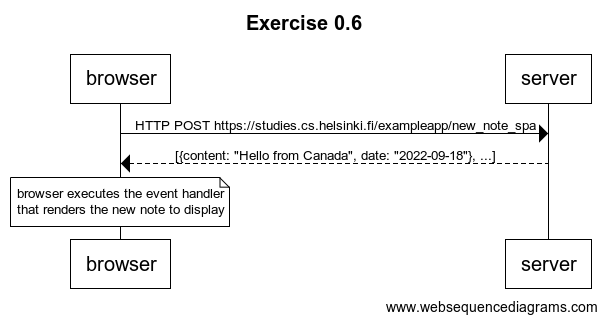 Exercise 0.6
browser
server
HTTP POST https://studies.cs.helsinki.fi/exampleapp/new_note_spa
[{content: "Hello from Canada", date: "2022-09-18"}, ...]
browser executes the event handler
that renders the new note to display
browser
server
www.websequencediagrams.com